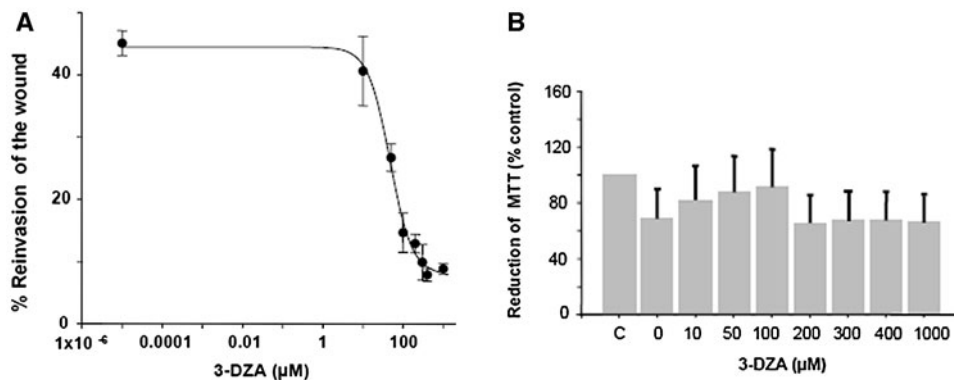 A
% Reinvasion of the wound
40
20
10
0
1x10 -6 0.0001 0.01 1 100
3-DZA (µM)
B
Reduction of MTT (% control)
160
120
80
40
0
C 0 10 50 100 200 300 400 1000
3-DZA (µM)